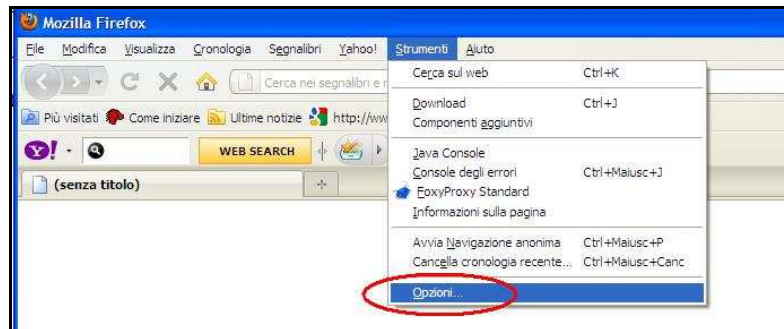 Mozilla Firefox
File Modifica Visualizza Cronologia Segnalibri Yahoo! Strumenti Aiuto
Cerca nei segnalibri e
Più visitati Come iniziare Ultime notizie http://ww
Y! WEB SEARCH
(senza titolo)
Cerca sul web Ctrl+K
Download Ctrl+J
Componenti aggiuntivi
Java Console
Console degli errori Ctrl+Maiusc+J
FoxyProxy Standard
Informazioni sulla pagina
Avvia Navigazione anonima Ctrl+Maiusc+P
Cancella cronologia recente... Ctrl+Maiusc+Canc
Opzioni...